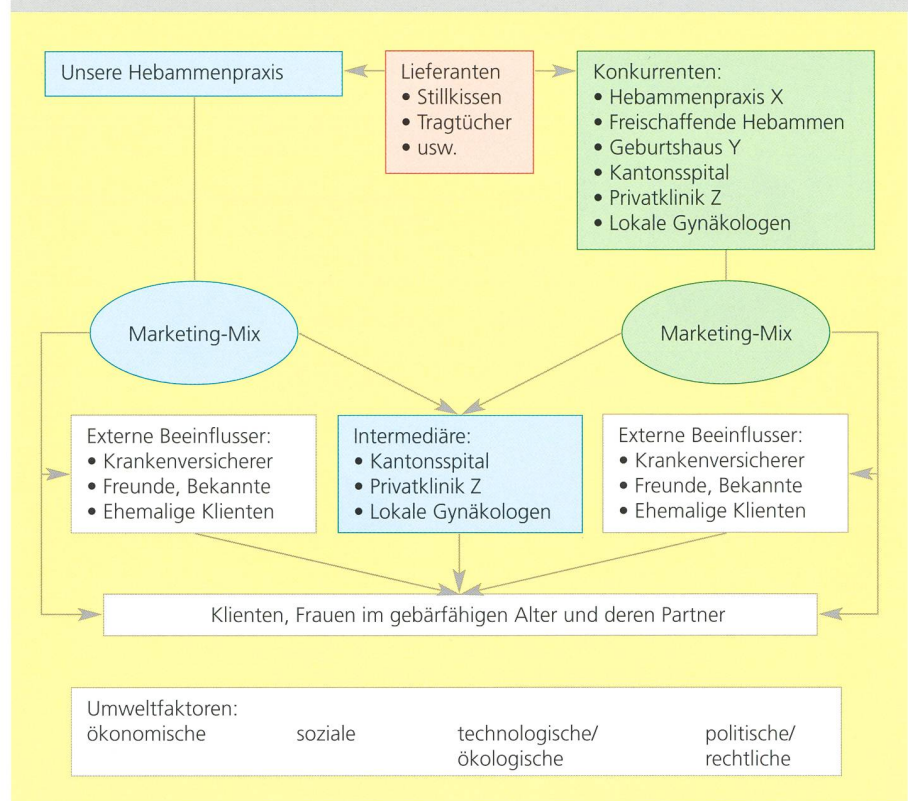 Unsere Hebammenpraxis
Lieferanten
• Stillkissen
• Tragtücher
• usw.
Konkurrenten:
• Hebammenpraxis X
• Freischaffende Hebammen
• Geburtshaus Y
• Kantonsspital
• Privatklinik Z
• Lokale Gynäkologen
Marketing-Mix
Marketing-Mix
Externe Beeinflusser:
• Krankenversicherer
• Freunde, Bekannte
• Ehemalige Klienten
Intermediäre:
• Kantonsspital
• Privatklinik Z
• Lokale Gynäkologen
Externe Beeinflusser:
• Krankenversicherer
• Freunde, Bekannte
• Ehemalige Klienten
Klienten, Frauen im gebärfähigen Alter und deren Partner
Umweltfaktoren:
ökonomische soziale technologische/ politische/
ökologische rechtliche